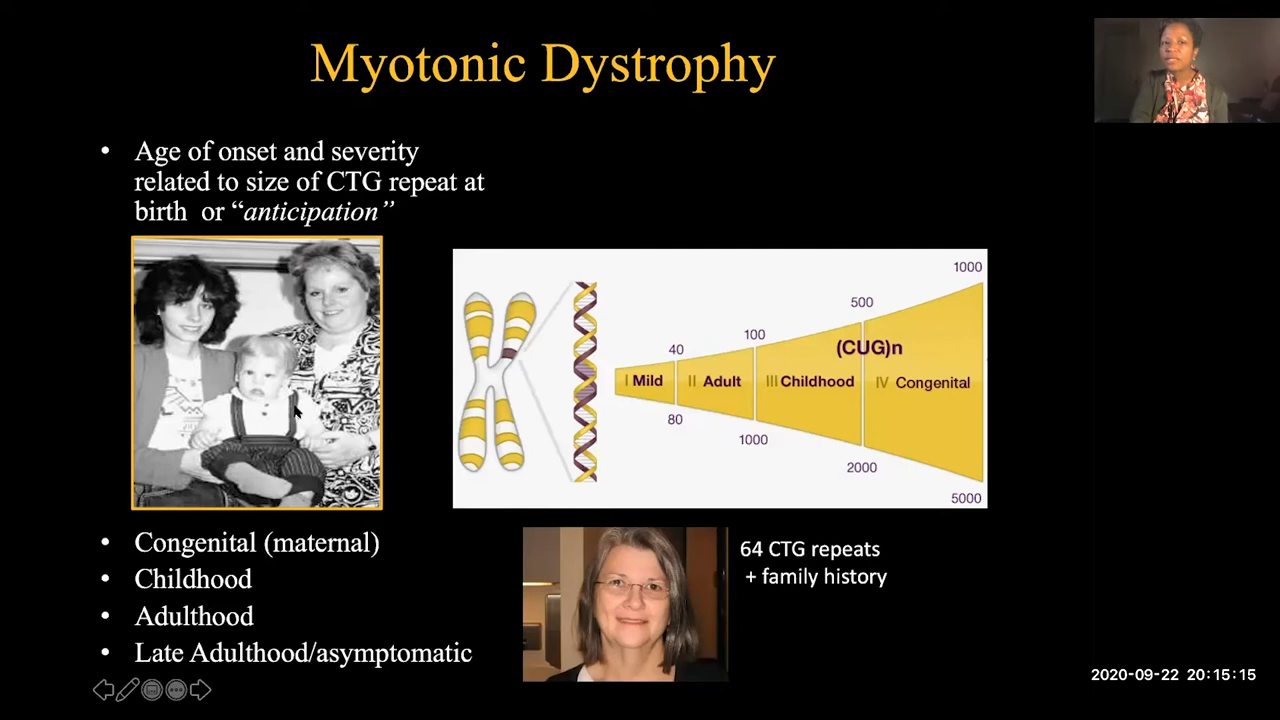 Myotonic Dystrophy
• Age of onset and severity
related to size of CTG repeat at
birth or “anticipation”
1000
500
100
40
(CUG)n
I Mild
II Adult
III Childhood
IV Congenital
80
1000
2000
5000
• Congenital (maternal)
• Childhood
• Adulthood
• Late Adulthood/asymptomatic
64 CTG repeats
+ family history
2020-09-22 20:15:15